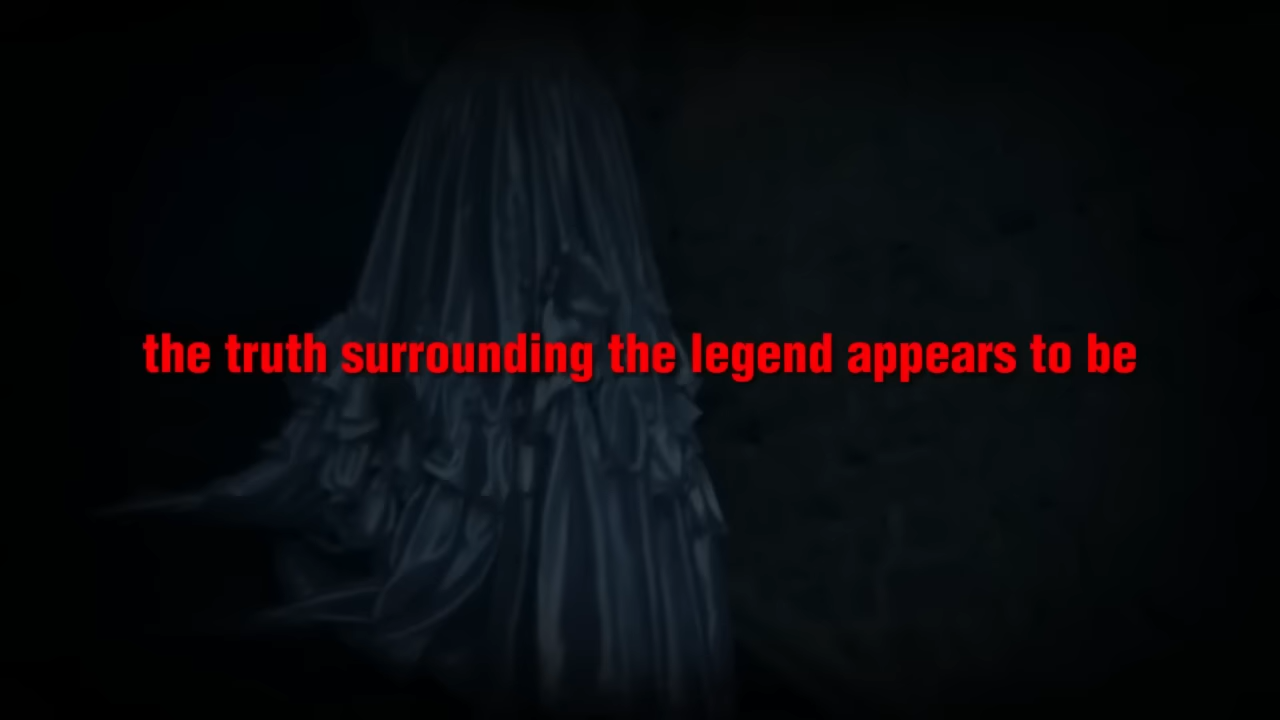 the truth surrounding the legend appears to be